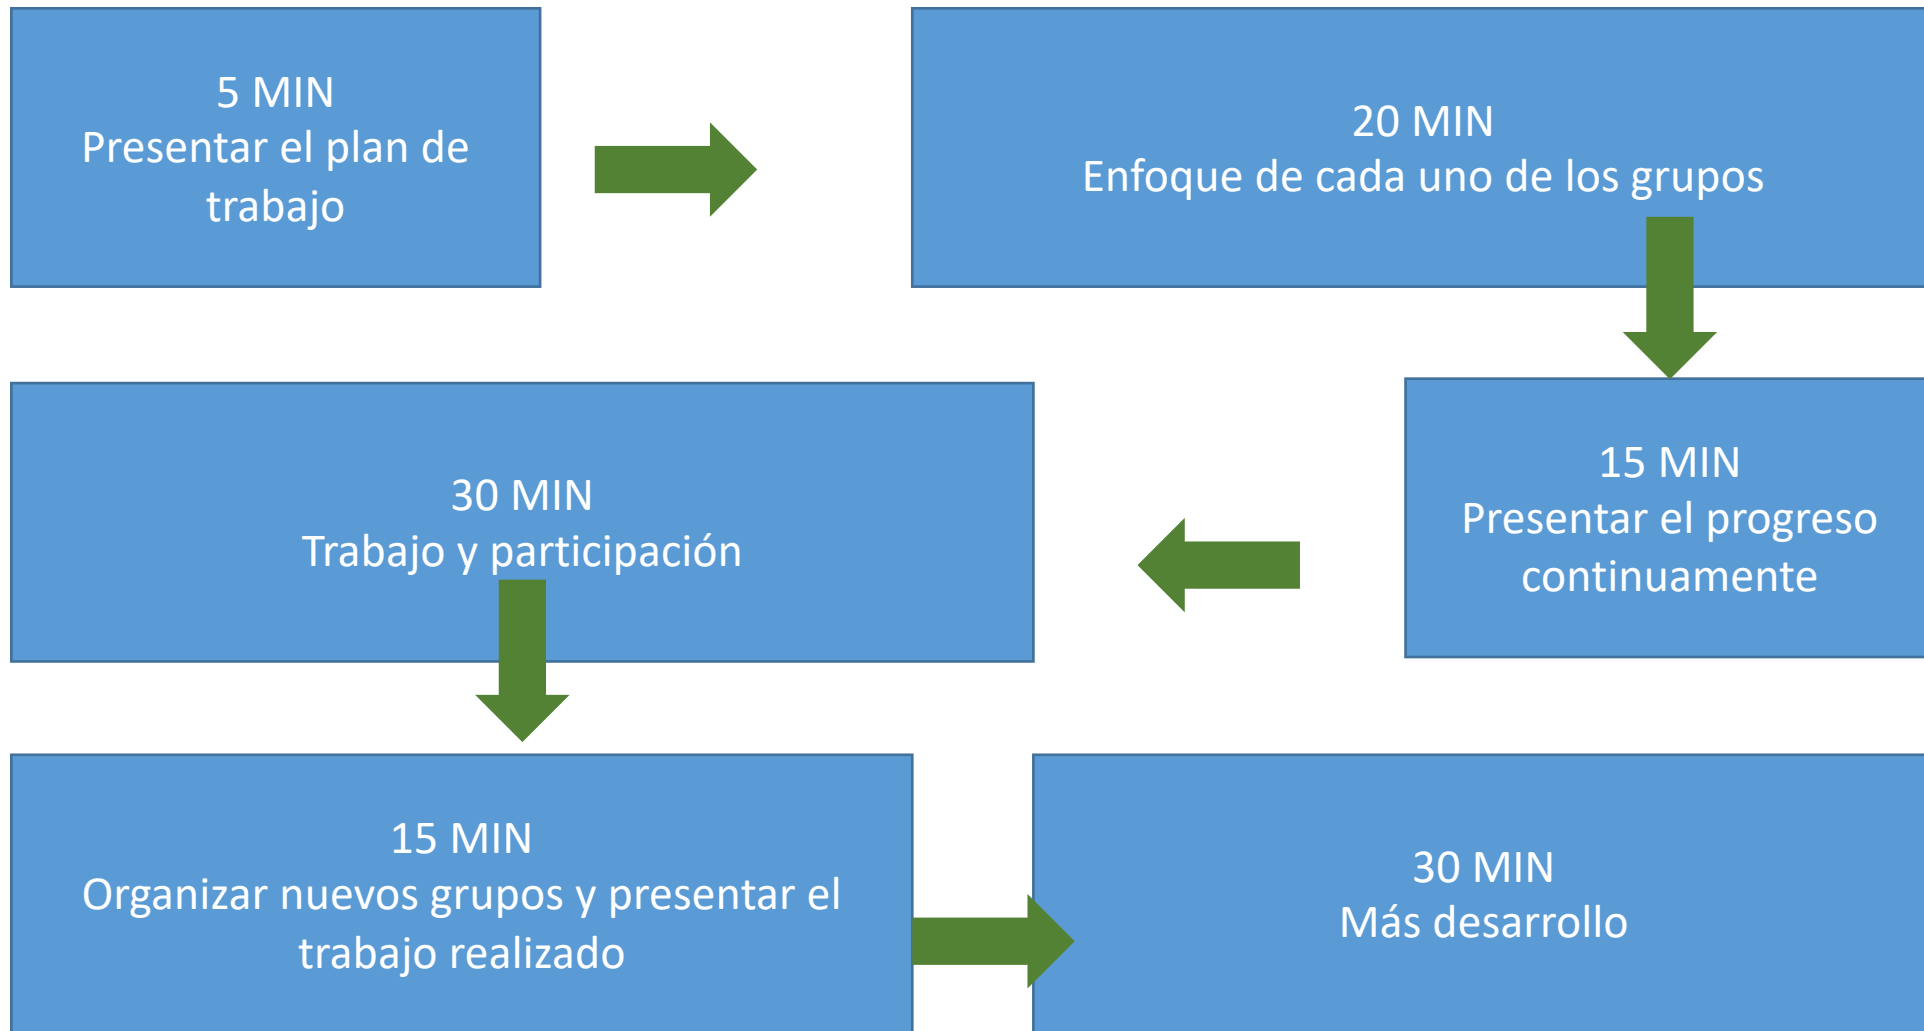 5 MIN
Presentar el plan de
trabajo
20 MIN
Enfoque de cada uno de los grupos
15 MIN
Presentar el progreso
continuamente
30 MIN
Trabajo y participación
15 MIN
Organizar nuevos grupos y presentar el
trabajo realizado
30 MIN
Más desarrollo